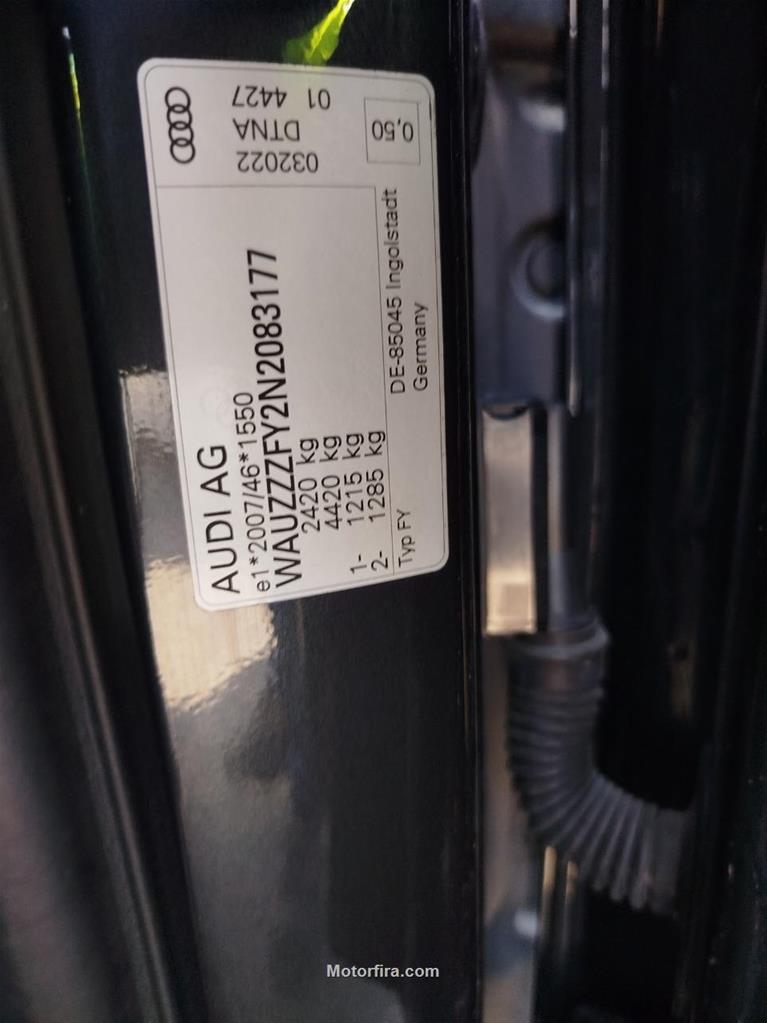 AUDI AG
e1*2007/46*1550
WAUZZZFY2N2083177
2420 kg
4420 kg
1- 1215 kg
2- 1285 kg
Typ FY
DE-85045 Ingolstadt
Germany
032022
DTNA
01 4427
0,50
Motorfira.com